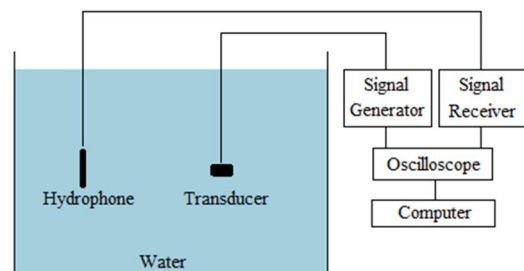 Signal
Generator
Signal
Receiver
Oscilloscope
Computer
Hydrophone
Transducer
Water